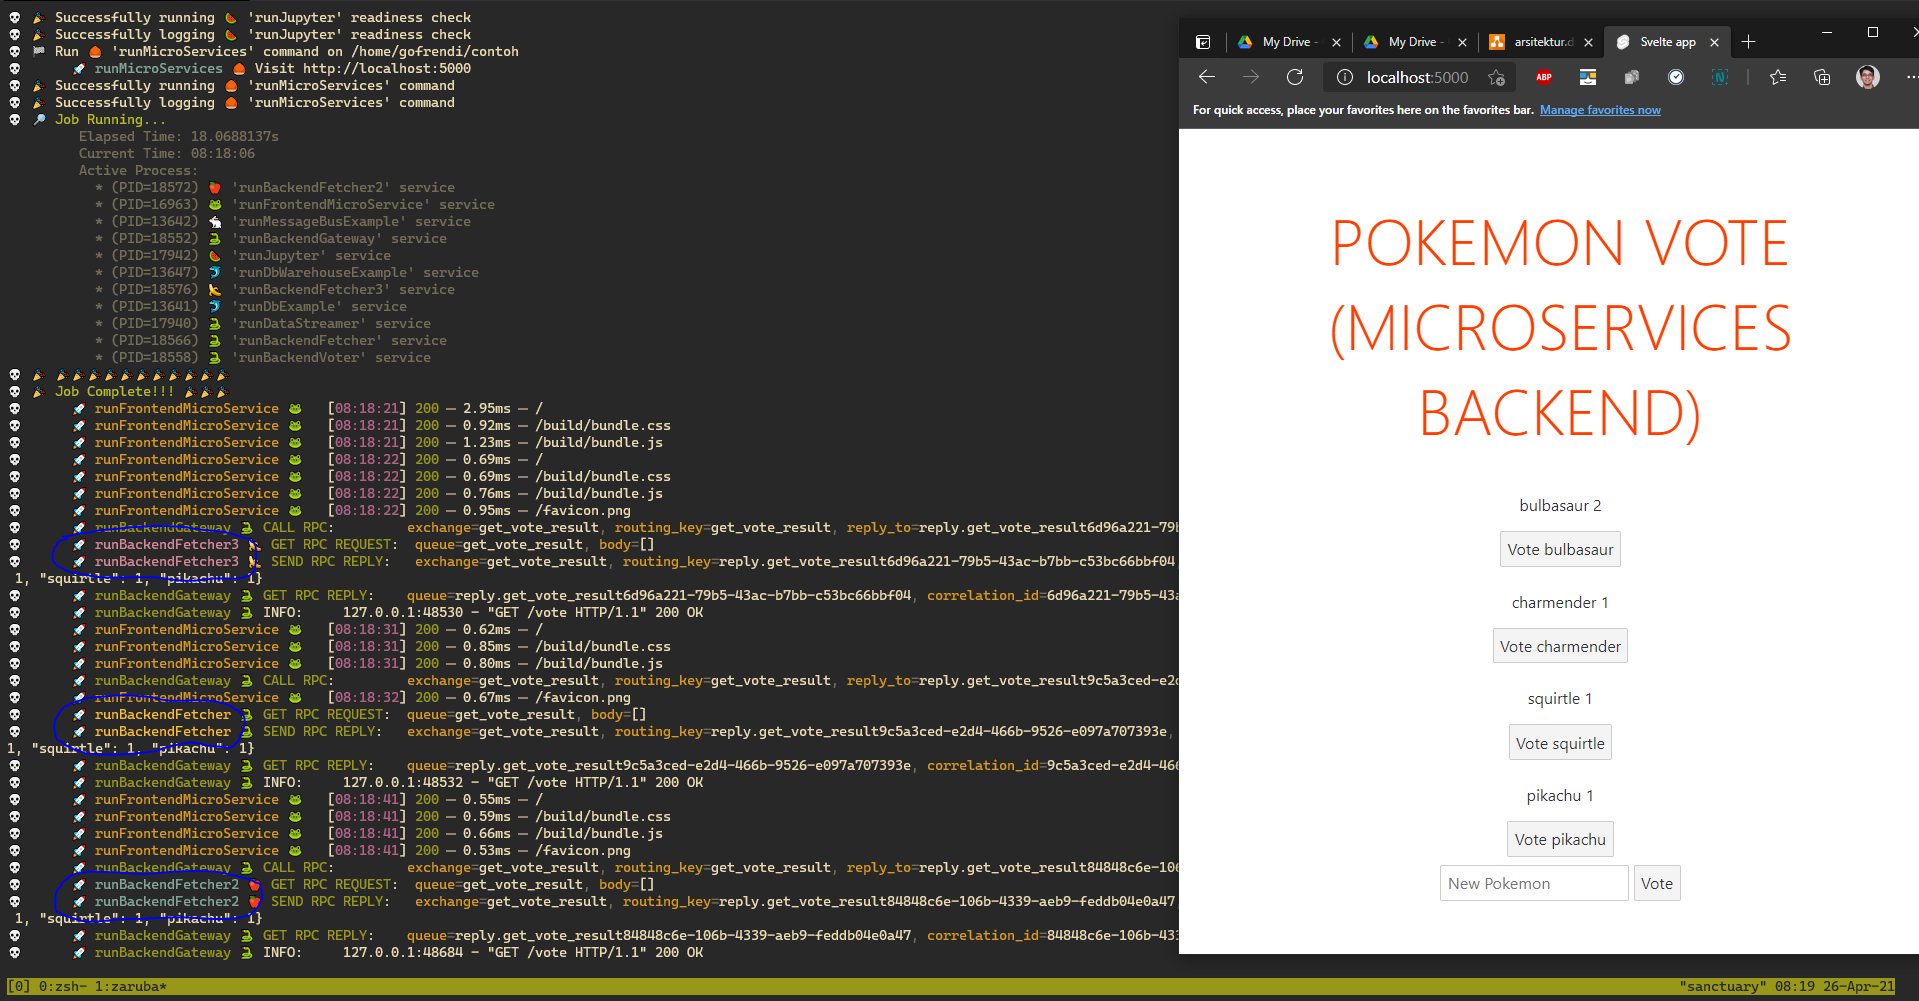 Successfully running 'runJupyter' readiness check
Successfully logging 'runJupyter' readiness check
Run 'runMicroServices' command on /home/gofrendi/contoh
runMicroServices Visit http://localhost:5000
Successfully running 'runMicroServices' command
Successfully logging 'runMicroServices' command
Job Running...
Elapsed Time: 18.0688137s
Current Time: 08:18:06
Active Process:
* (PID=18572) 'runBackendFetcher2' service
* (PID=16963) 'runFrontendMicroService' service
* (PID=13642) 'runMessageBusExample' service
* (PID=18552) 'runBackendGateway' service
* (PID=17942) 'runJupyter' service
* (PID=13647) 'runDbWarehouseExample' service
* (PID=18576) 'runBackendFetcher3' service
* (PID=13641) 'runDbExample' service
* (PID=17940) 'runDataStreamer' service
* (PID=18566) 'runBackendFetcher' service
* (PID=18558) 'runBackendVoter' service
Job Complete!!!
runFrontendMicroService [08:18:21] 200 — 2.95ms — /
runFrontendMicroService [08:18:21] 200 — 0.92ms — /build/bundle.css
runFrontendMicroService [08:18:21] 200 — 1.23ms — /build/bundle.js
runFrontendMicroService [08:18:22] 200 — 0.69ms — /
runFrontendMicroService [08:18:22] 200 — 0.69ms — /build/bundle.css
runFrontendMicroService [08:18:22] 200 — 0.76ms — /build/bundle.js
runFrontendMicroService [08:18:22] 200 — 0.95ms — /favicon.png
runBackendGateway CALL RPC: exchange=get_vote_result, routing_key=get_vote_result, reply_to=reply.get_vote_result6d96a221-79b
runBackendFetcher3 GET RPC REQUEST: queue=get_vote_result, body=[]
runBackendFetcher3 SEND RPC REPLY: exchange=get_vote_result, routing_key=reply.get_vote_result6d96a221-79b5-43ac-b7bb-c53bc66bbf04,
1, "squirtle": 1, "pikachu": 1}
runBackendGateway GET RPC REPLY: queue=reply.get_vote_result6d96a221-79b5-43ac-b7bb-c53bc66bbf04, correlation_id=6d96a221-79b5-43a
runBackendGateway INFO: 127.0.0.1:48530 - "GET /vote HTTP/1.1" 200 OK
runFrontendMicroService [08:18:31] 200 — 0.62ms — /
runFrontendMicroService [08:18:31] 200 — 0.85ms — /build/bundle.css
runFrontendMicroService [08:18:31] 200 — 0.80ms — /build/bundle.js
runBackendGateway CALL RPC: exchange=get_vote_result, routing_key=get_vote_result, reply_to=reply.get_vote_result9c5a3ced-e2d
runFrontendMicroService [08:18:32] 200 — 0.67ms — /favicon.png
runBackendFetcher GET RPC REQUEST: queue=get_vote_result, body=[]
runBackendFetcher SEND RPC REPLY: exchange=get_vote_result, routing_key=reply.get_vote_result9c5a3ced-e2d4-466b-9526-e097a707393e,
1, "squirtle": 1, "pikachu": 1}
runBackendGateway GET RPC REPLY: queue=reply.get_vote_result9c5a3ced-e2d4-466b-9526-e097a707393e, correlation_id=9c5a3ced-e2d4-466
runBackendGateway INFO: 127.0.0.1:48532 - "GET /vote HTTP/1.1" 200 OK
runFrontendMicroService [08:18:41] 200 — 0.55ms — /
runFrontendMicroService [08:18:41] 200 — 0.59ms — /build/bundle.css
runFrontendMicroService [08:18:41] 200 — 0.66ms — /build/bundle.js
runFrontendMicroService [08:18:41] 200 — 0.53ms — /favicon.png
runBackendGateway CALL RPC: exchange=get_vote_result, routing_key=get_vote_result, reply_to=reply.get_vote_result84848c6e-106
runBackendFetcher2 GET RPC REQUEST: queue=get_vote_result, body=[]
runBackendFetcher2 SEND RPC REPLY: exchange=get_vote_result, routing_key=reply.get_vote_result84848c6e-106b-4339-aeb9-feddb04e0a47,
1, "squirtle": 1, "pikachu": 1}
runBackendGateway GET RPC REPLY: queue=reply.get_vote_result84848c6e-106b-4339-aeb9-feddb04e0a47, correlation_id=84848c6e-106b-433
runBackendGateway INFO: 127.0.0.1:48684 - "GET /vote HTTP/1.1" 200 OK
[0] 0:zsh- 1:zaruba* "sanctuary" 08:19 26-Apr-21
My Drive - My Drive - arsitektur.d Svelte app
localhost:5000 ABP N
For quick access, place your favorites here on the favorites bar. Manage favorites now
POKEMON VOTE
(MICROSERVICES
BACKEND)
bulbasaur 2
Vote bulbasaur
charmender 1
Vote charmender
squirtle 1
Vote squirtle
pikachu 1
Vote pikachu
New Pokemon Vote